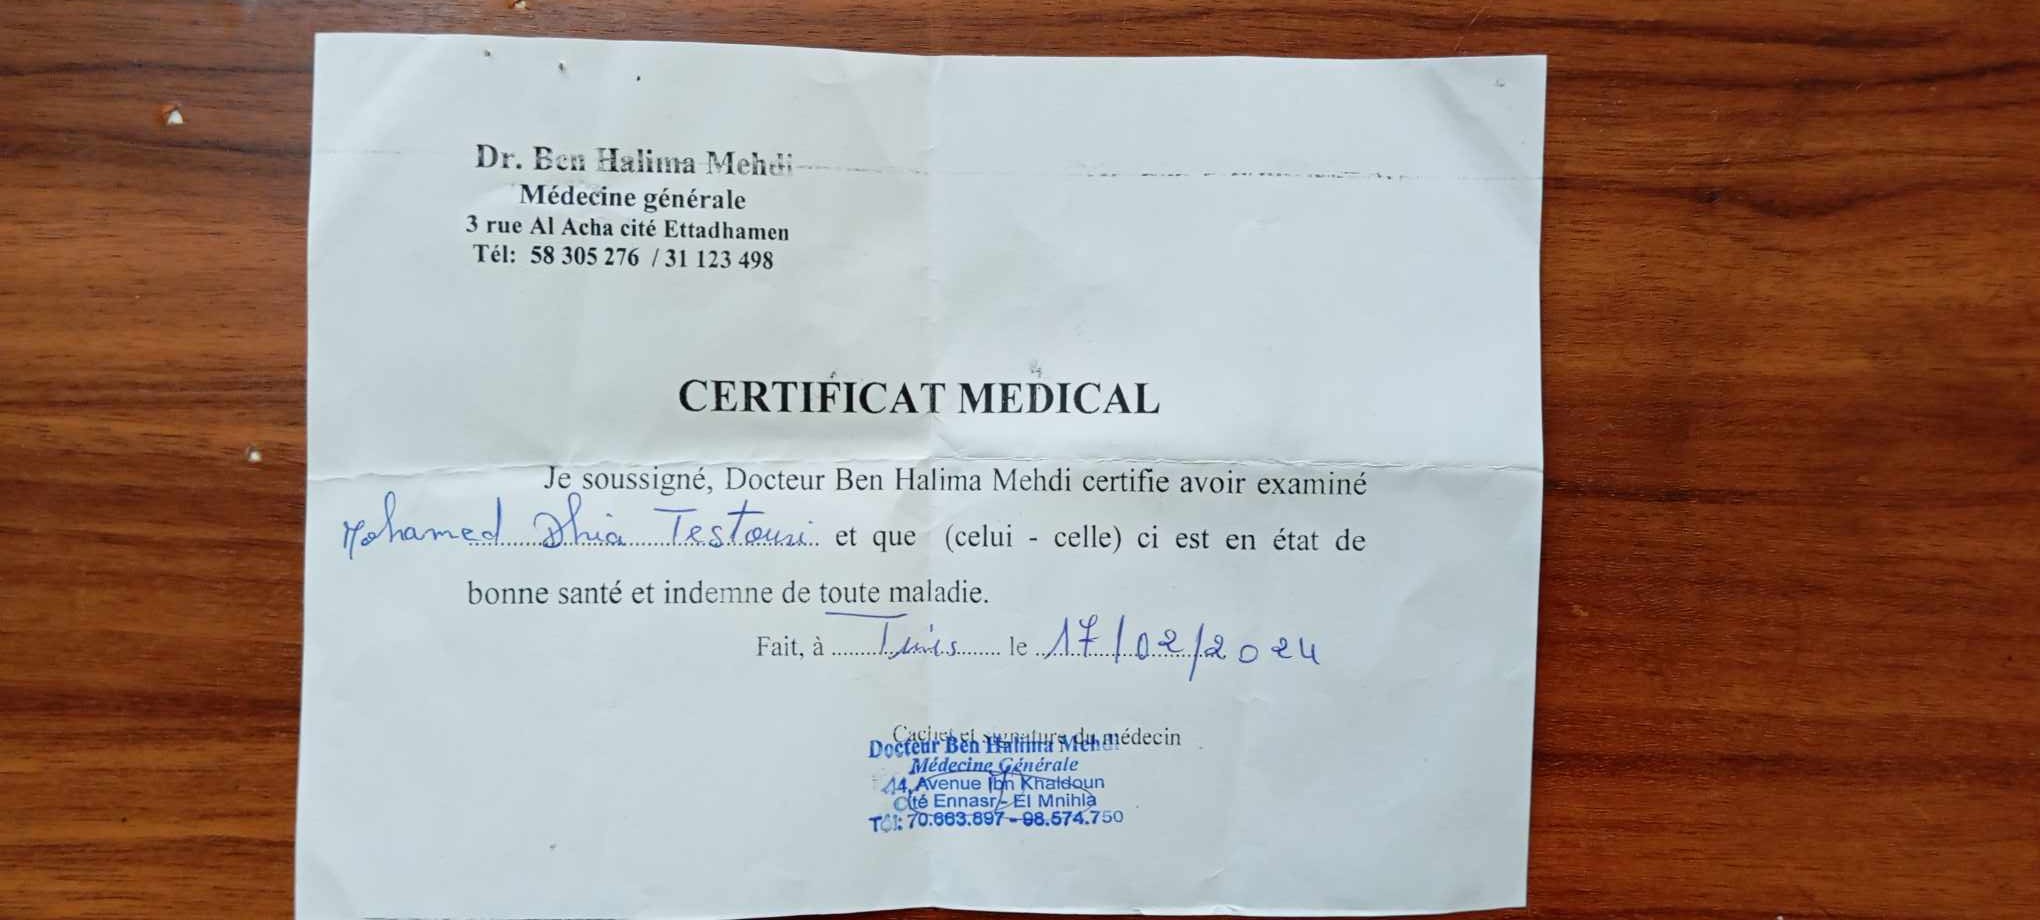 Dr. Ben Halima Mehdi
Médecine générale
3 rue Al Acha cité Ettadhamen
Tél: 58 305 276 / 31 123 498
CERTIFICAT MEDICAL
Je soussigné, Docteur Ben Halima Mehdi certifie avoir examiné
Mohamed Dhia Testouri et que (celui - celle) ci est en état de
bonne santé et indemne de toute maladie.
Fait, à Tunis le 17/02/2024
Cachet et signature du médecin
Docteur Ben Halima Mehdi
Médecine Générale
44, Avenue Ibn Khaldoun
Cité Ennasr - El Mnihla
Tél: 70.663.897 - 98.574.750